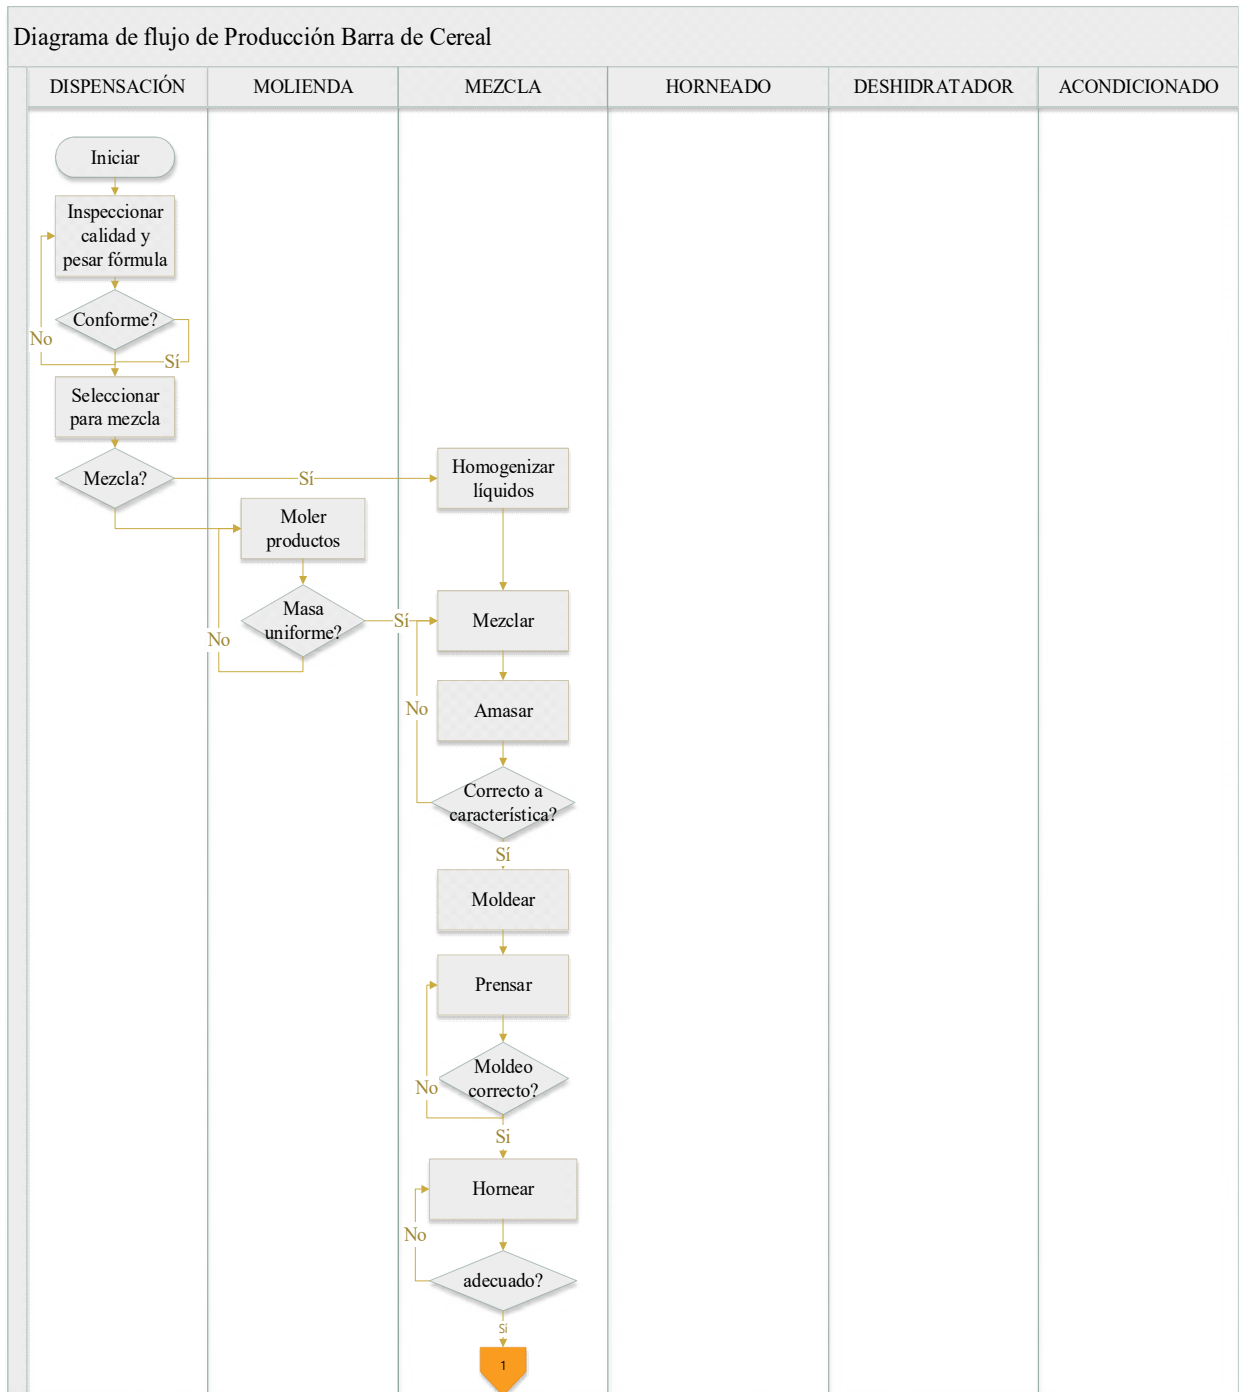 Diagrama de flujo de Producción Barra de Cereal
DISPENSACIÓN
MOLIENDA
MEZCLA
HORNEADO
DESHIDRATADOR
ACONDICIONADO
Iniciar
Inspeccionar
calidad y
pesar fórmula
Conforme?
No
Sí
Seleccionar
para mezcla
Mezcla?
Sí
Homogenizar
líquidos
Moler
productos
Masa
uniforme?
No
Sí
Mezclar
Amasar
No
Correcto a
característica?
Sí
Moldear
Prensar
Moldeo
correcto?
No
Si
Hornear
No
adecuado?
Sí
1